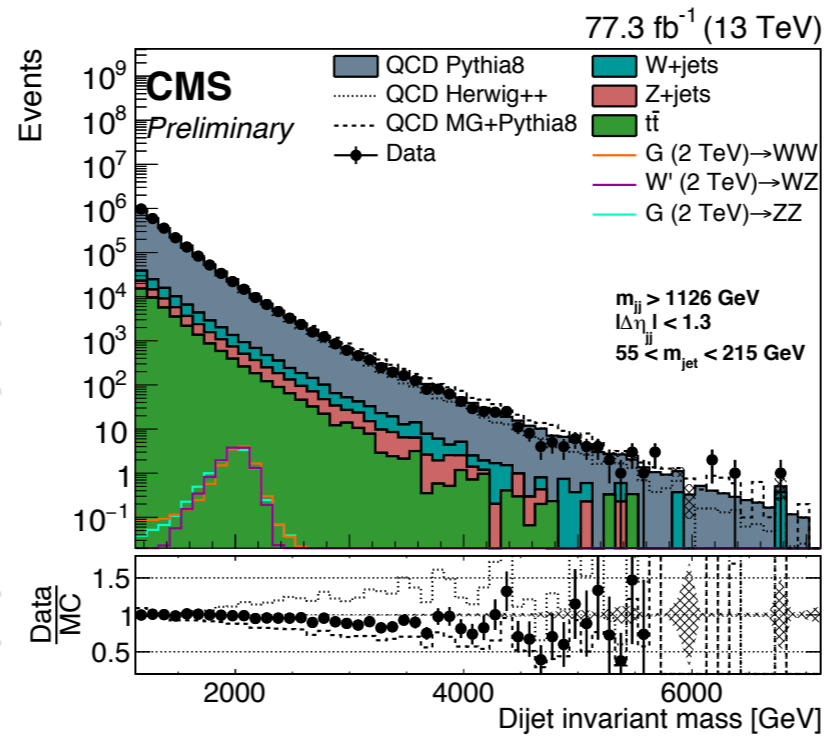 77.3 fb⁻¹ (13 TeV)
Events
CMS
Preliminary
QCD Pythia8
QCD Herwig++
QCD MG+Pythia8
Data
W+jets
Z+jets
tt̄
G (2 TeV)→WW
W' (2 TeV)→WZ
G (2 TeV)→ZZ
m_jj > 1126 GeV
|Δη_jj| < 1.3
55 < m_jet < 215 GeV
10⁹
10⁸
10⁷
10⁶
10⁵
10⁴
10³
10²
10
1
10⁻¹
Data
MC
1.5
1
0.5
2000
4000
6000
Dijet invariant mass [GeV]